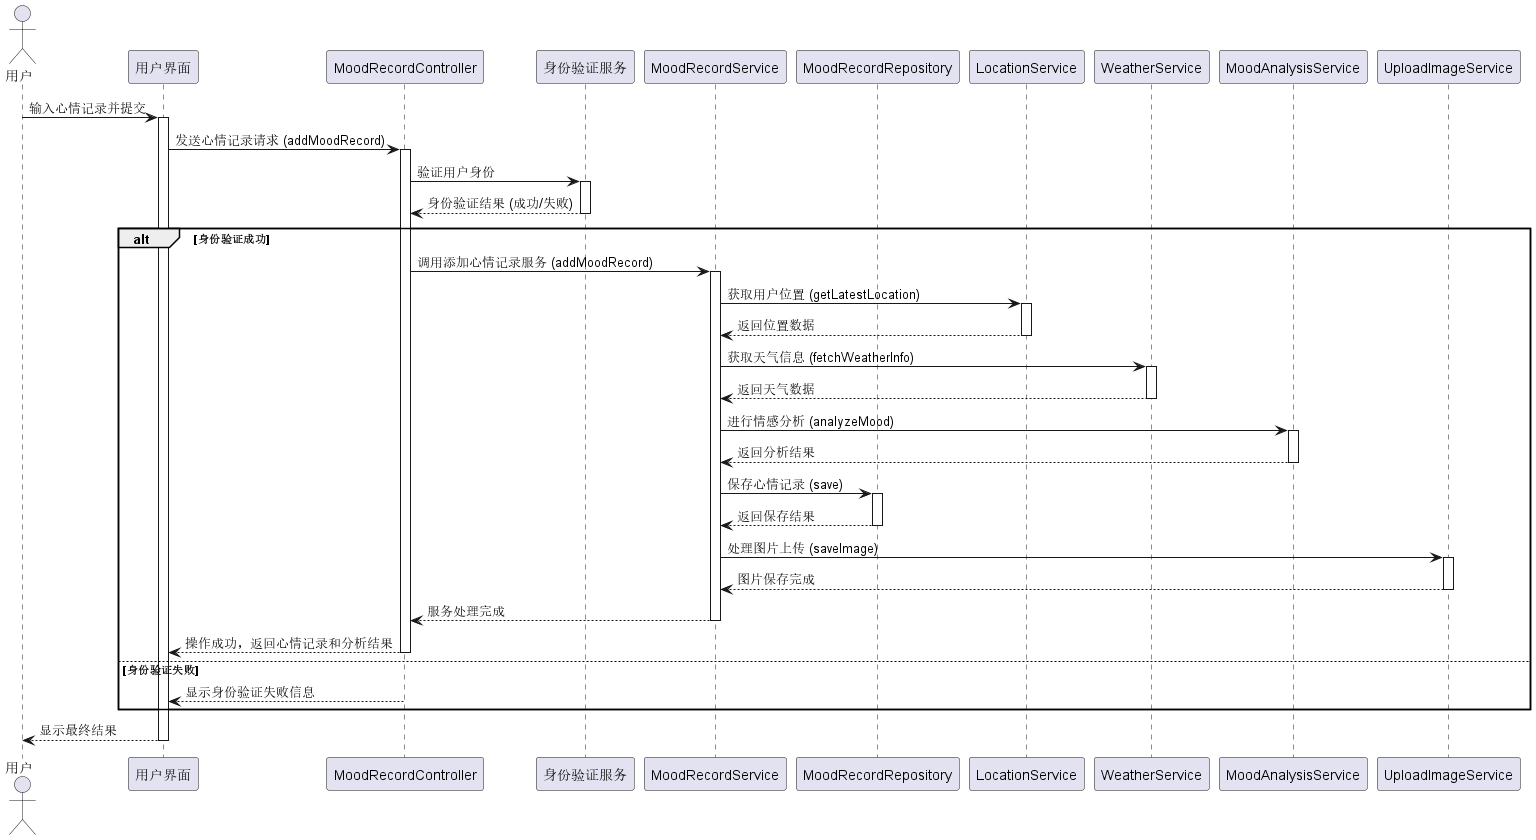 用户
用户界面
MoodRecordController
身份验证服务
MoodRecordService
MoodRecordRepository
LocationService
WeatherService
MoodAnalysisService
UploadImageService
输入心情记录并提交
发送心情记录请求 (addMoodRecord)
验证用户身份
身份验证结果 (成功/失败)
alt
[身份验证成功]
调用添加心情记录服务 (addMoodRecord)
获取用户位置 (getLatestLocation)
返回位置数据
获取天气信息 (fetchWeatherInfo)
返回天气数据
进行情感分析 (analyzeMood)
返回分析结果
保存心情记录 (save)
返回保存结果
处理图片上传 (saveImage)
图片保存完成
服务处理完成
操作成功，返回心情记录和分析结果
[身份验证失败]
显示身份验证失败信息
显示最终结果
用户
用户界面
MoodRecordController
身份验证服务
MoodRecordService
MoodRecordRepository
LocationService
WeatherService
MoodAnalysisService
UploadImageService